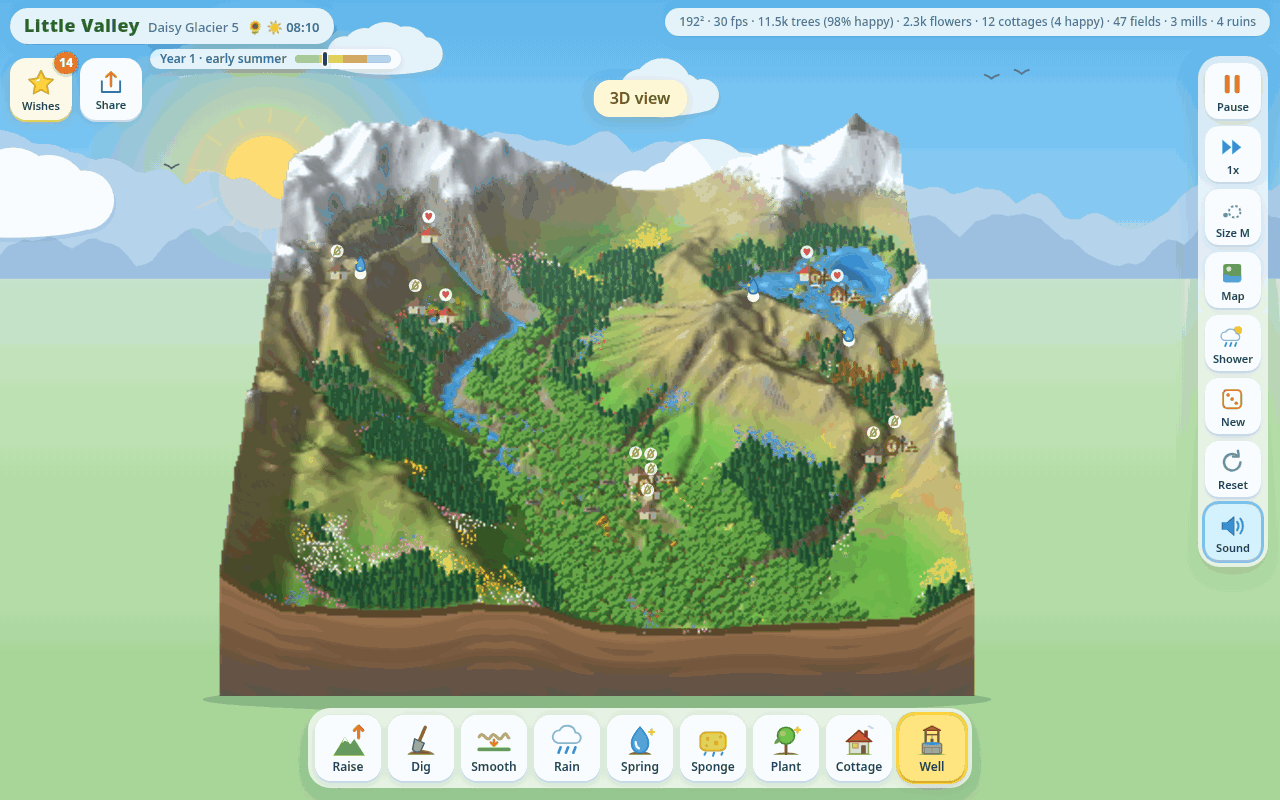 Little Valley Daisy Glacier 5 08:10
192² · 30 fps · 11.5k trees (98% happy) · 2.3k flowers · 12 cottages (4 happy) · 47 fields · 3 mills · 4 ruins
Year 1 · early summer
14
Wishes
Share
3D view
Pause
1x
Size M
Map
Shower
New
Reset
Sound
Raise
Dig
Smooth
Rain
Spring
Sponge
Plant
Cottage
Well